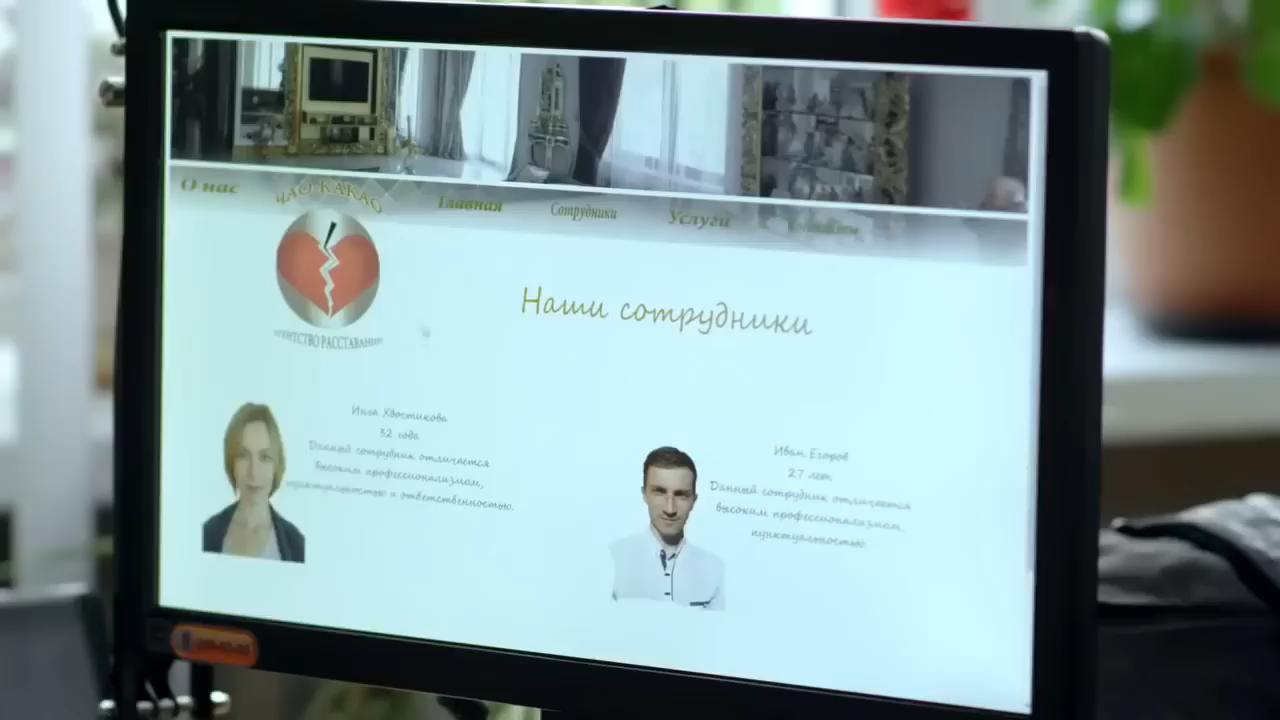 О нас
ЧАО КАКАО
Главная
Сотрудники
Услуги
Наши сотрудники
АГЕНТСТВО РАССТАВАНИЙ
Инга Хвостикова
32 года
Данный сотрудник отличается
высоким профессионализмом,
пунктуальностью и ответственностью.
Иван Егоров
27 лет
Данный сотрудник отличается
высоким профессионализмом,
пунктуальностью